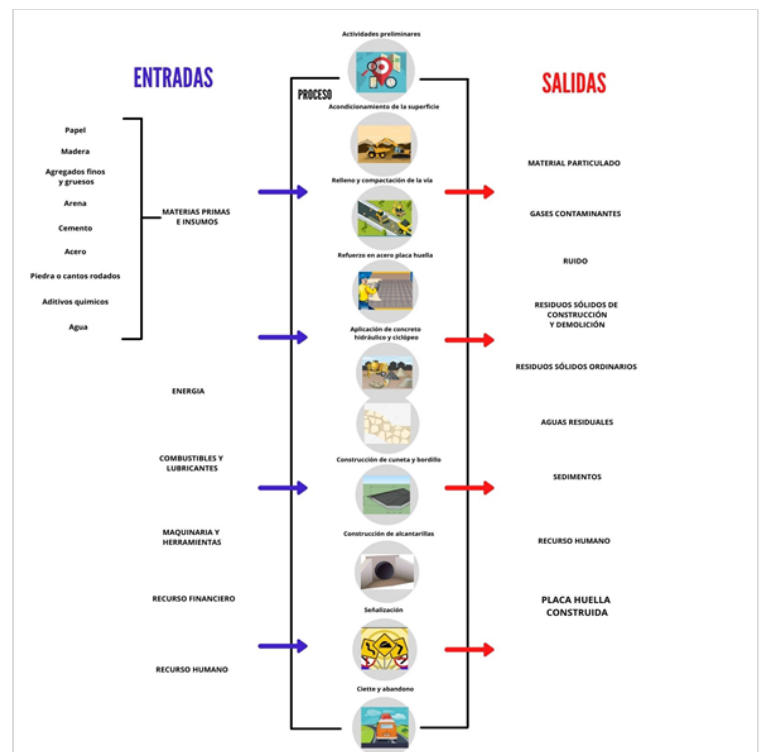 ENTRADAS
Papel
Madera
Agregados finos
y gruesos
Arena
Cemento
Acero
Piedra o cantos rodados
Aditivos quimicos
Agua
MATERIAS PRIMAS
E INSUMOS
ENERGIA
COMBUSTIBLES Y
LUBRICANTES
MAQUINARIA Y
HERRAMIENTAS
RECURSO FINANCIERO
RECURSO HUMANO
PROCESO
Actividades preliminares
Acondicionamiento de la superficie
Relleno y compactación de la vía
Refuerzo en acero placa huella
Aplicación de concreto
hidráulico y ciclópeo
Construcción de cuneta y bordillo
Construcción de alcantarillas
Señalización
Ciette y abandono
SALIDAS
MATERIAL PARTICULADO
GASES CONTAMINANTES
RUIDO
RESIDUOS SÓLIDOS DE
CONSTRUCCIÓN
Y DEMOLICIÓN
RESIDUOS SÓLIDOS ORDINARIOS
AGUAS RESIDUALES
SEDIMENTOS
RECURSO HUMANO
PLACA HUELLA
CONSTRUIDA